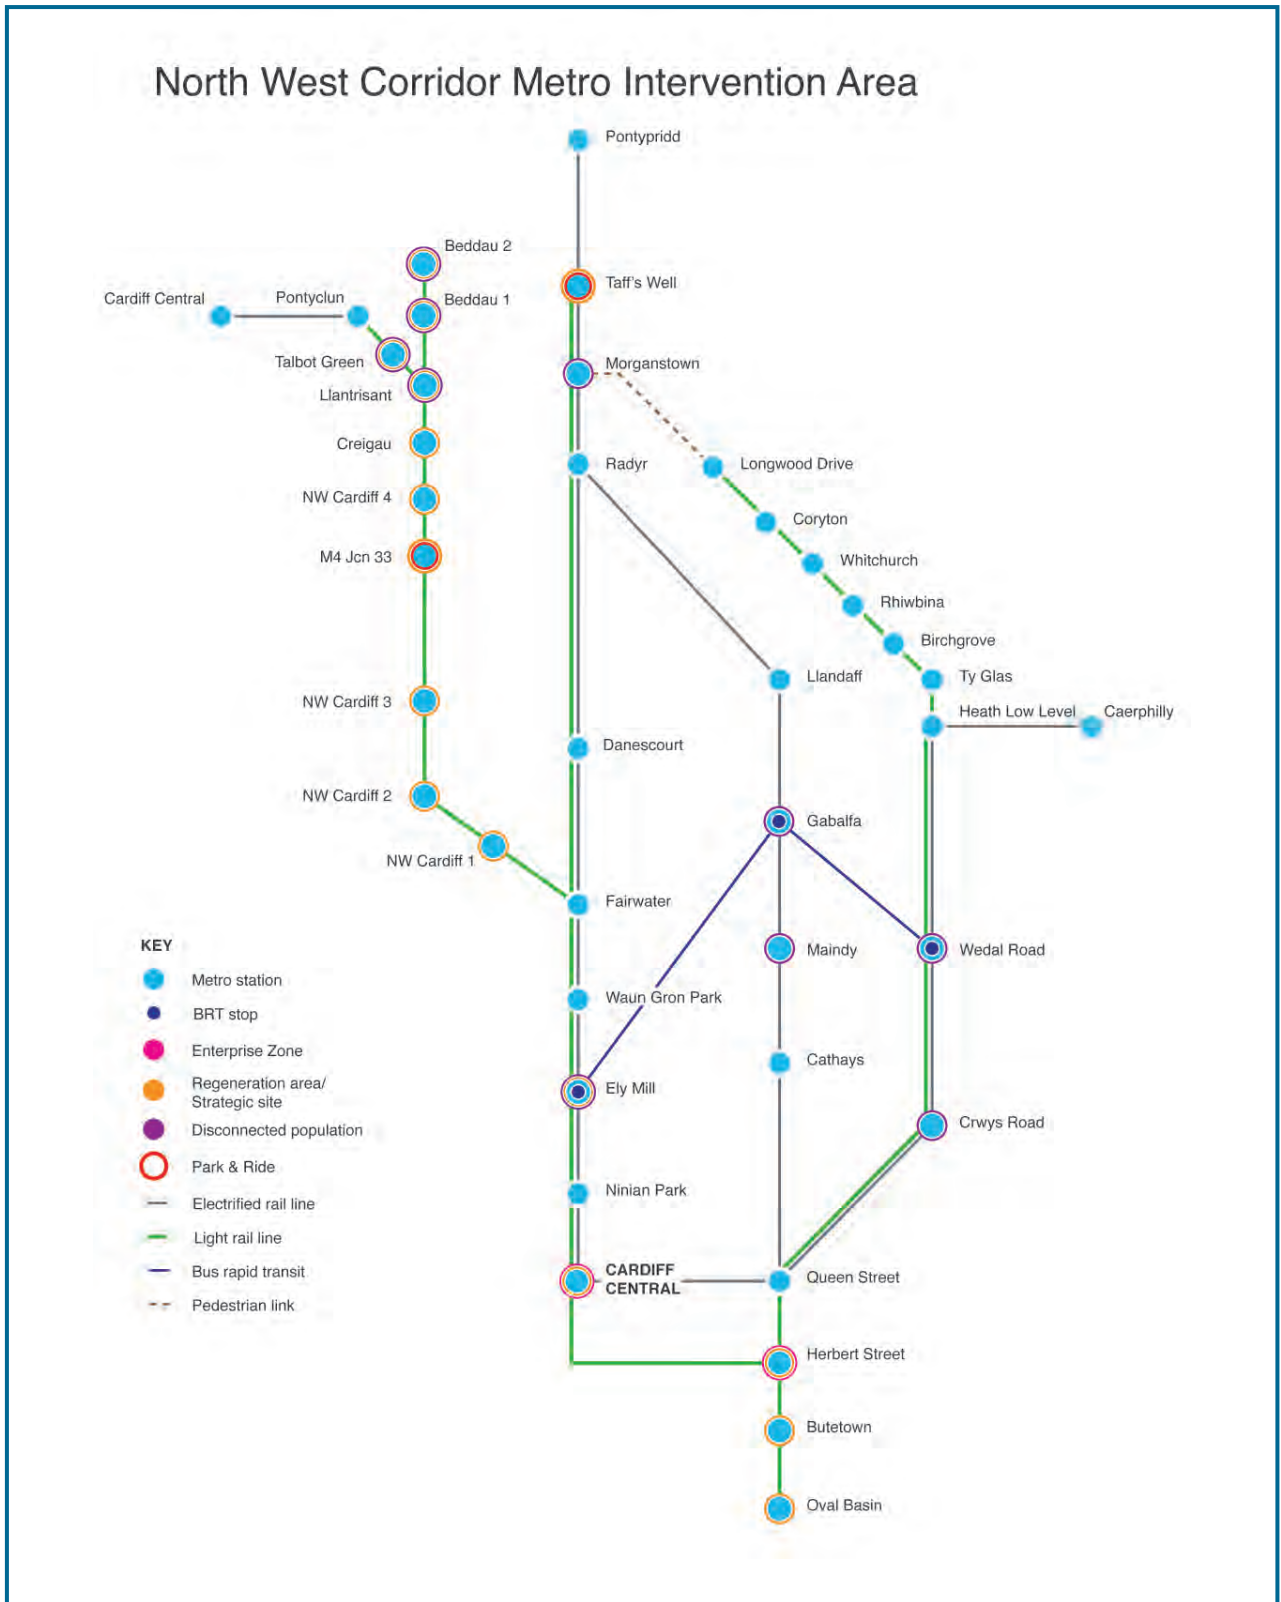 North West Corridor Metro Intervention Area
Pontypridd
Beddau 2
Taff's Well
Cardiff Central
Pontyclun
Beddau 1
Talbot Green
Morganstown
Llantrisant
Creigau
Radyr
Longwood Drive
NW Cardiff 4
Coryton
M4 Jcn 33
Whitchurch
Rhiwbina
Birchgrove
Llandaff
Ty Glas
NW Cardiff 3
Heath Low Level
Caerphilly
Danescourt
NW Cardiff 2
Gabalfa
NW Cardiff 1
Fairwater
Maindy
Wedal Road
Waun Gron Park
Cathays
Ely Mill
Crwys Road
Ninian Park
CARDIFF
CENTRAL
Queen Street
Herbert Street
Butetown
Oval Basin
KEY
Metro station
BRT stop
Enterprise Zone
Regeneration area/
Strategic site
Disconnected population
Park & Ride
Electrified rail line
Light rail line
Bus rapid transit
Pedestrian link